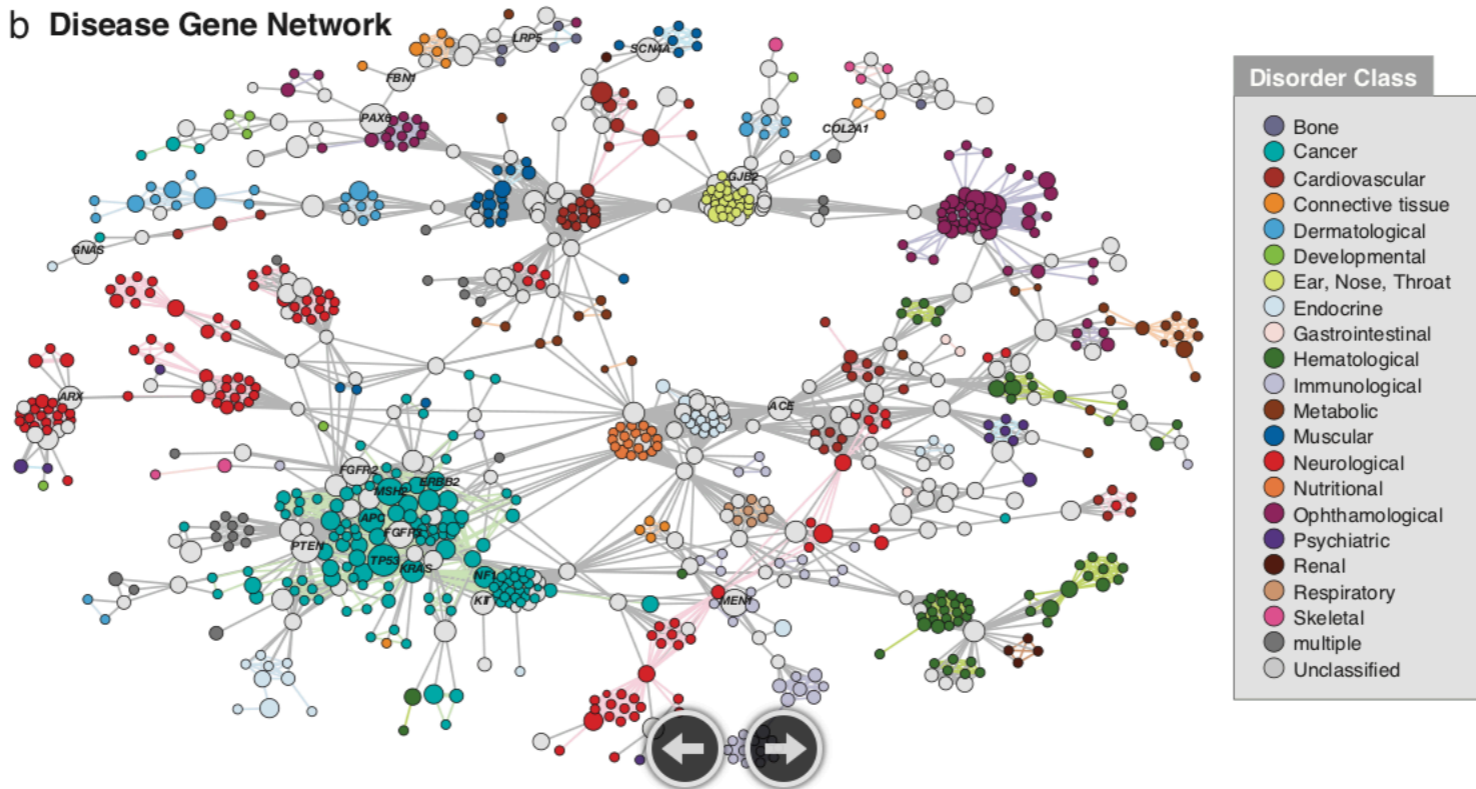 b Disease Gene Network
LRP5
SCN4A
FBN1
PAX6
COL2A1
GJB2
GNAS
ARX
ACE
FGFR2
MSH2
ERBB2
APC
FGFR3
PTEN
TP53
KRAS
NF1
KIT
MEN1
Disorder Class
Bone
Cancer
Cardiovascular
Connective tissue
Dermatological
Developmental
Ear, Nose, Throat
Endocrine
Gastrointestinal
Hematological
Immunological
Metabolic
Muscular
Neurological
Nutritional
Ophthamological
Psychiatric
Renal
Respiratory
Skeletal
multiple
Unclassified